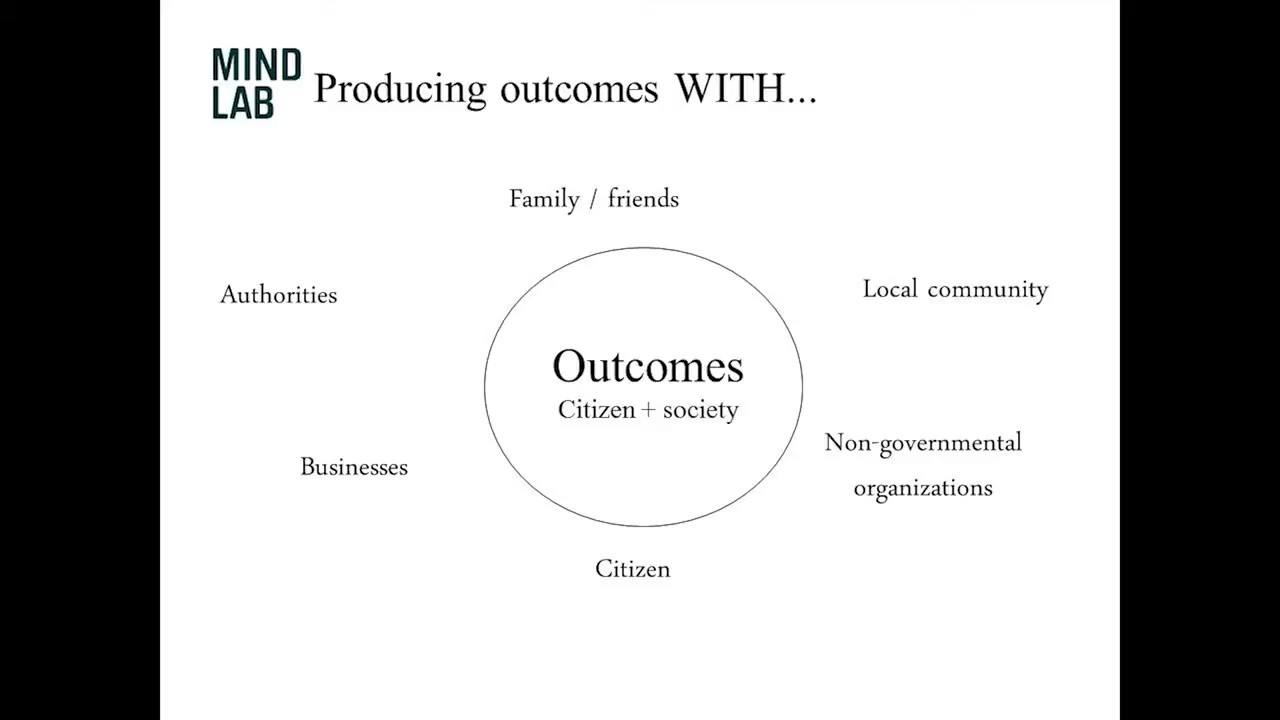 MIND
LAB
Producing outcomes WITH...
Family / friends
Authorities
Local community
Outcomes
Citizen + society
Non-governmental
organizations
Businesses
Citizen